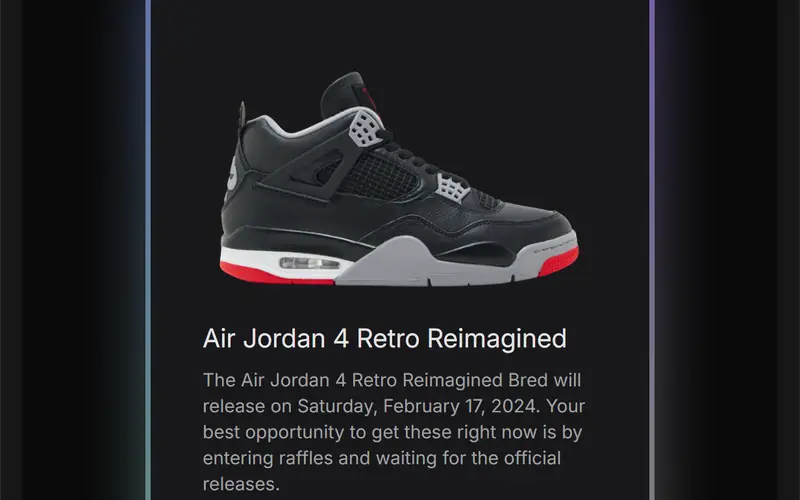 Air Jordan 4 Retro Reimagined
The Air Jordan 4 Retro Reimagined Bred will
release on Saturday, February 17, 2024. Your
best opportunity to get these right now is by
entering raffles and waiting for the official
releases.